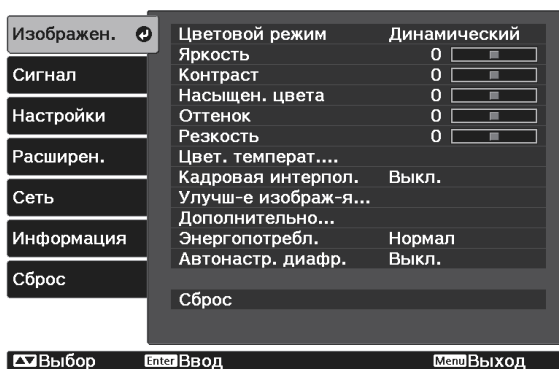 Изображен.
Сигнал
Настройки
Расширен.
Сеть
Информация
Сброс
Цветовой режим Динамический
Яркость 0
Контраст 0
Насыщен. цвета 0
Оттенок 0
Резкость 0
Цвет. температ....
Кадровая интерпол. Выкл.
Улучш-е изображ-я...
Дополнительно...
Энергопотребл. Нормал
Автонастр. диафр. Выкл.
Сброс
Выбор Enter Ввод Menu Выход